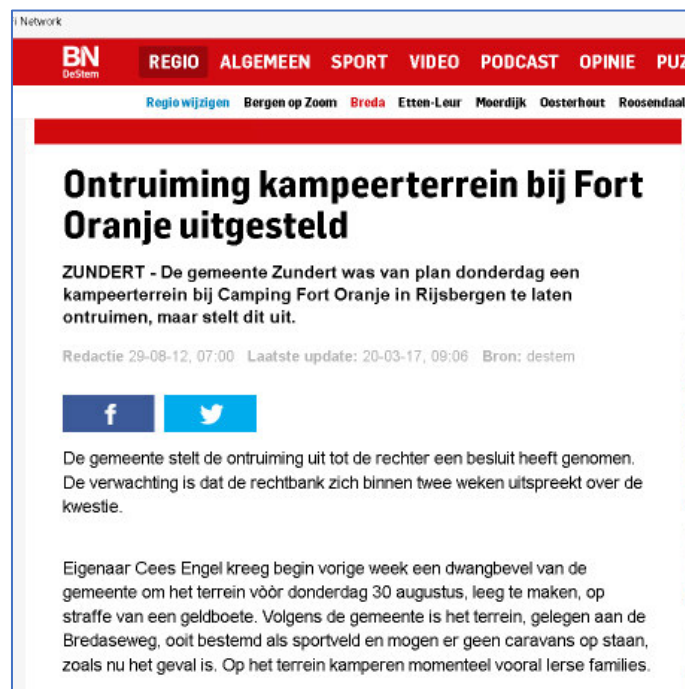 i Network
BN
DeStem
REGIO ALGEMEEN SPORT VIDEO PODCAST OPINIE PUZ
Regio wijzigen Bergen op Zoom Breda Etten-Leur Moerdijk Oosterhout Roosendaal
Ontruiming kampeerterrein bij Fort
Oranje uitgesteld
ZUNDERT - De gemeente Zundert was van plan donderdag een
kampeerterrein bij Camping Fort Oranje in Rijsbergen te laten
ontruimen, maar stelt dit uit.
Redactie 29-08-12, 07:00 Laatste update: 20-03-17, 09:06 Bron: destem
f
De gemeente stelt de ontruiming uit tot de rechter een besluit heeft genomen.
De verwachting is dat de rechtbank zich binnen twee weken uitspreekt over de
kwestie.
Eigenaar Cees Engel kreeg begin vorige week een dwangbevel van de
gemeente om het terrein vòòr donderdag 30 augustus, leeg te maken, op
straffe van een geldboete. Volgens de gemeente is het terrein, gelegen aan de
Bredaseweg, ooit bestemd als sportveld en mogen er geen caravans op staan,
zoals nu het geval is. Op het terrein kamperen momenteel vooral Ierse families.